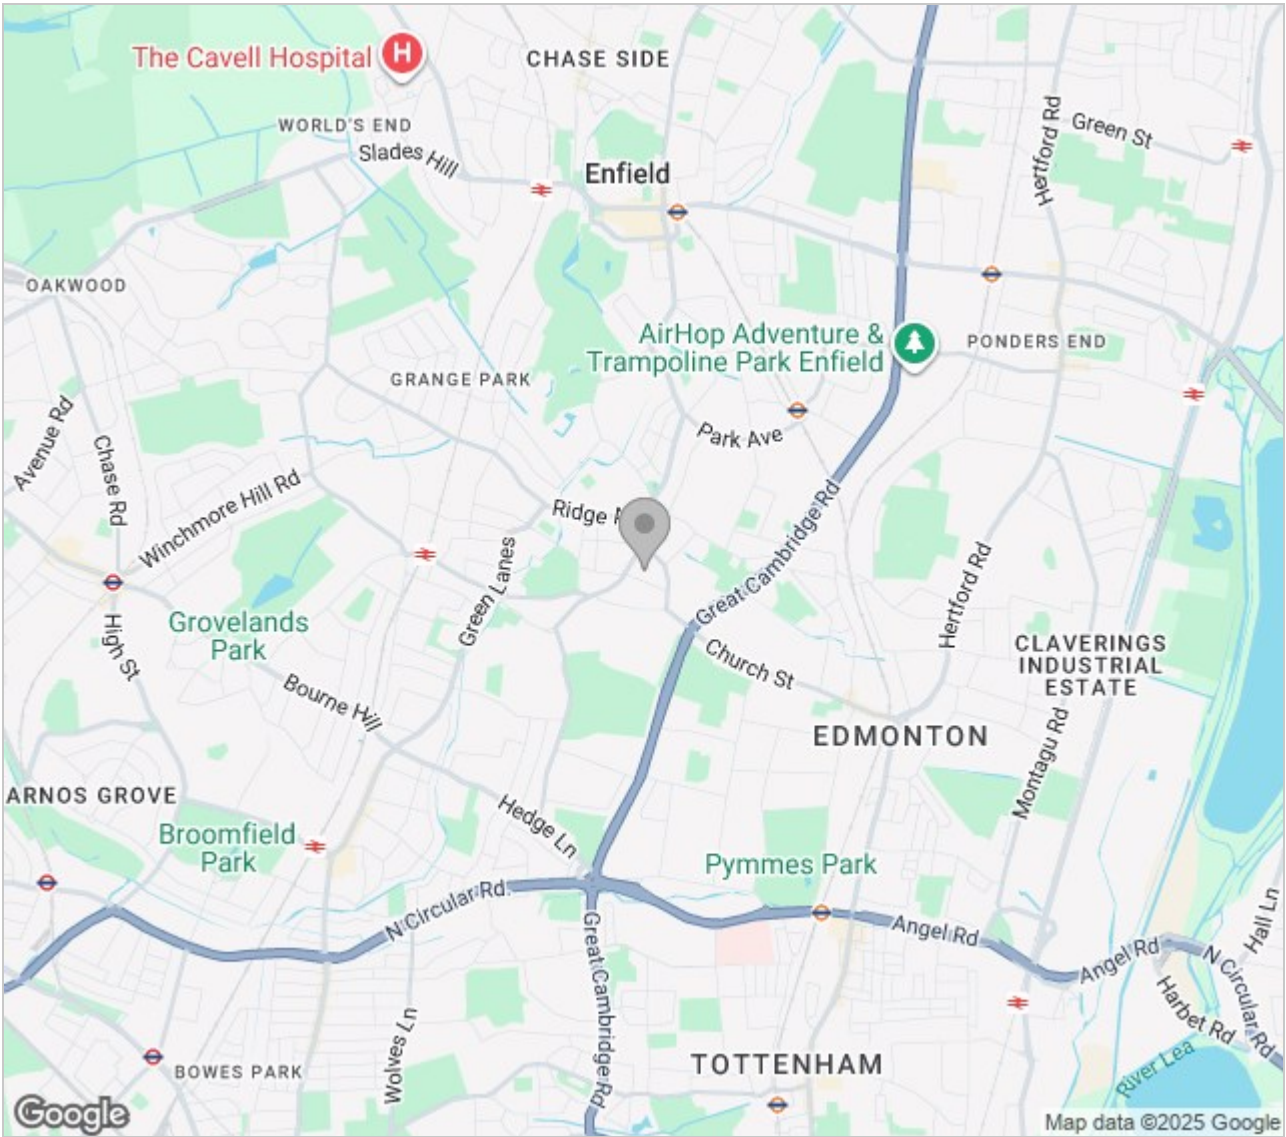 The Cavell Hospital
H
CHASE SIDE
WORLD'S END
Slades Hill
Hertford Rd
Green St
Enfield
OAKWOOD
AirHop Adventure &
Trampoline Park Enfield
PONDERS END
GRANGE PARK
Avenue Rd
Chase Rd
Park Ave
Winchmore Hill Rd
Ridge
Great Cambridge Rd
Green Lanes
Hertford Rd
High St
Grovelands
Park
Church St
CLAVERINGS
INDUSTRIAL
ESTATE
Bourne Hill
EDMONTON
Montagu Rd
ARNOS GROVE
Hedge Ln
Broomfield
Park
Pymmes Park
N Circular Rd
Great Cambridge Rd
Angel Rd
Angel Rd
N Circular Rd
Hall Ln
Harbet Rd
Wolves Ln
BOWES PARK
TOTTENHAM
River Lea
Google
Map data ©2025 Google